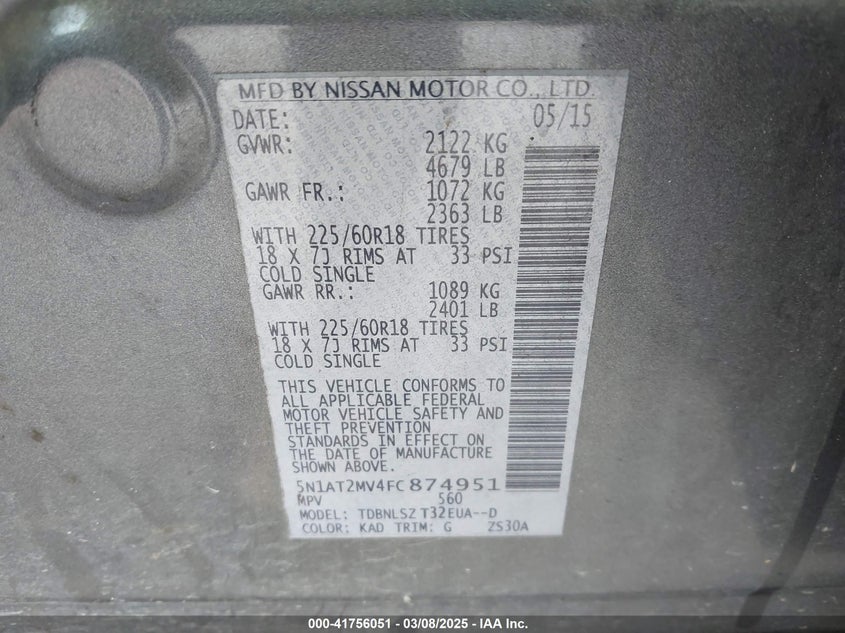 MFD BY NISSAN MOTOR CO., LTD.
DATE: 05/15
GVWR: 2122 KG
4679 LB
GAWR FR.: 1072 KG
2363 LB
WITH 225/60R18 TIRES
18 X 7J RIMS AT 33 PSI
COLD SINGLE
GAWR RR.: 1089 KG
2401 LB
WITH 225/60R18 TIRES
18 X 7J RIMS AT 33 PSI
COLD SINGLE
THIS VEHICLE CONFORMS TO
ALL APPLICABLE FEDERAL
MOTOR VEHICLE SAFETY AND
THEFT PREVENTION
STANDARDS IN EFFECT ON
THE DATE OF MANUFACTURE
SHOWN ABOVE.
5N1AT2MV4FC874951
MPV 560
MODEL: TDBNLSZ T32EUA--D
COLOR: KAD TRIM: G ZS30A
000-41756051 — 03/08/2025 — IAA Inc.